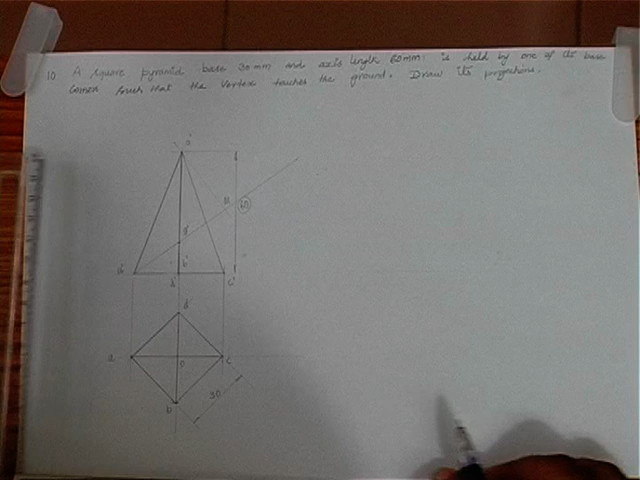 10. A square pyramid base 30mm and axis length 60mm. is held by one of its base
corner such that the Vertex touches the ground. Draw its projections.
o'
60
g'
a'
b'
c'
a
o
c
30
b